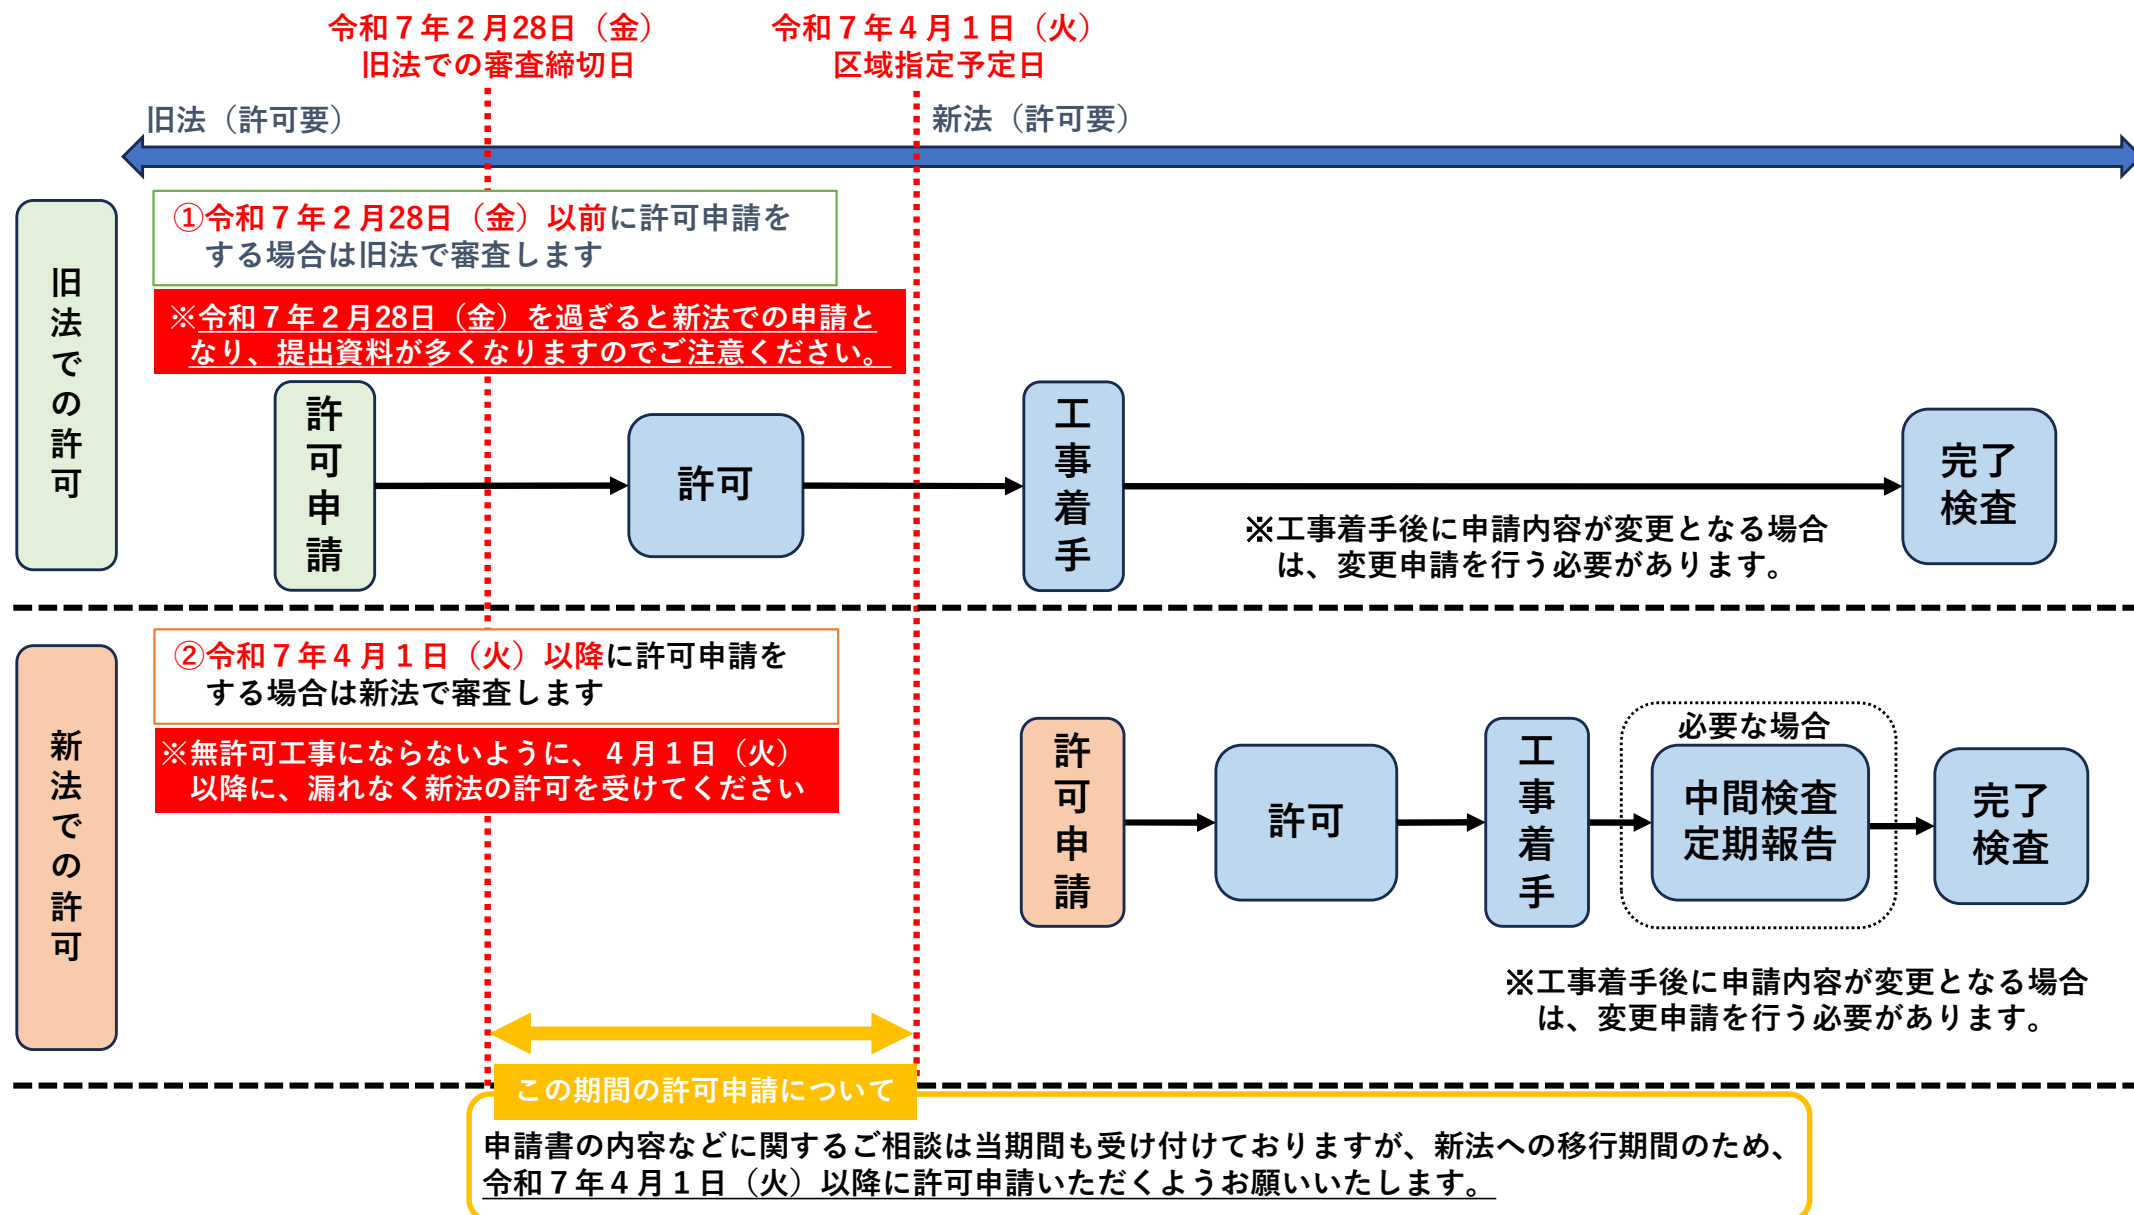 令和７年２月28日（金）
旧法での審査締切日
令和７年４月１日（火）
区域指定予定日
旧法（許可要）
新法（許可要）
旧法での許可
①令和７年２月28日（金）以前に許可申請を
する場合は旧法で審査します
※令和７年２月28日（金）を過ぎると新法での申請と
なり、提出資料が多くなりますのでご注意ください。
許可申請
許可
工事着手
完了
検査
※工事着手後に申請内容が変更となる場合
は、変更申請を行う必要があります。
新法での許可
②令和７年４月１日（火）以降に許可申請を
する場合は新法で審査します
※無許可工事にならないように、４月１日（火）
以降に、漏れなく新法の許可を受けてください
許可申請
許可
工事着手
必要な場合
中間検査
定期報告
完了
検査
※工事着手後に申請内容が変更となる場合
は、変更申請を行う必要があります。
この期間の許可申請について
申請書の内容などに関するご相談は当期間も受け付けておりますが、新法への移行期間のため、
令和７年４月１日（火）以降に許可申請いただくようお願いいたします。